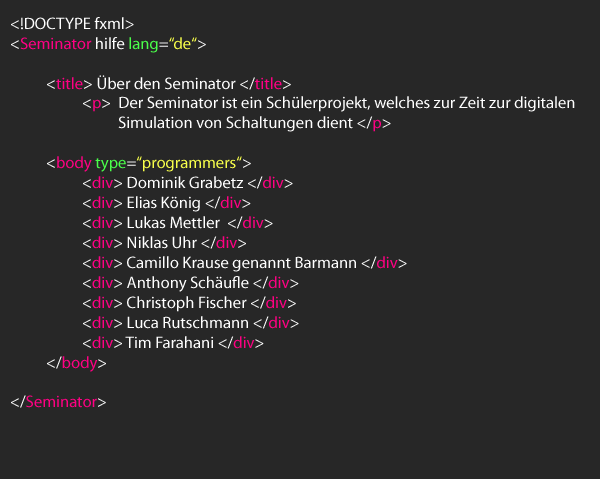 <!DOCTYPE fxml>
<Seminator hilfe lang=“de“>
<title> Über den Seminator </title>
<p> Der Seminator ist ein Schülerprojekt, welches zur Zeit zur digitalen
Simulation von Schaltungen dient </p>
<body type=“programmers“>
<div> Dominik Grabetz </div>
<div> Elias König </div>
<div> Lukas Mettler </div>
<div> Niklas Uhr </div>
<div> Camillo Krause genannt Barmann </div>
<div> Anthony Schäufle </div>
<div> Christoph Fischer </div>
<div> Luca Rutschmann </div>
<div> Tim Farahani </div>
</body>
</Seminator>